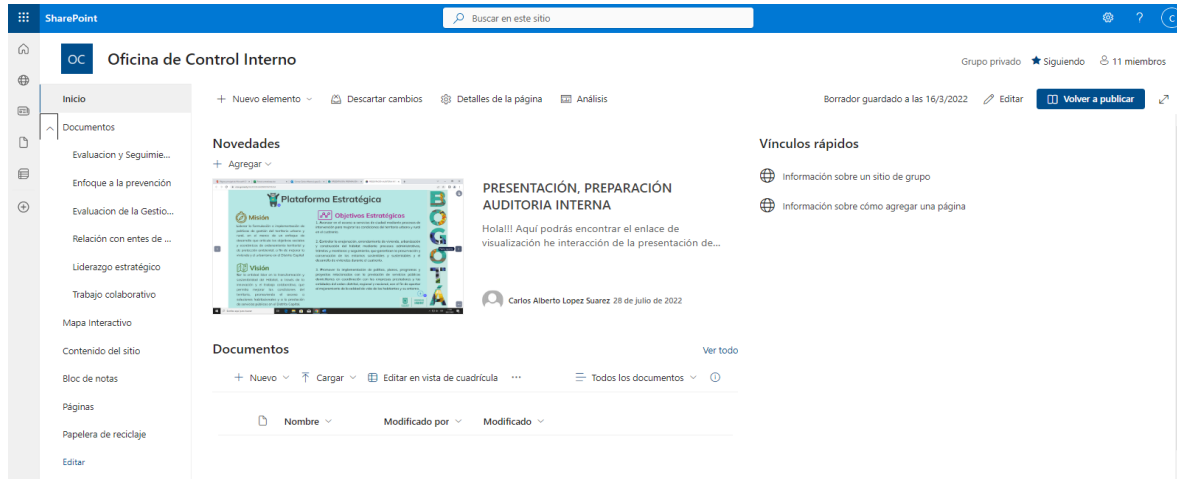 SharePoint
Buscar en este sitio
?
C
OC
Oficina de Control Interno
Grupo privado
Siguiendo
11 miembros
Inicio
Documentos
Evaluacion y Seguimie...
Enfoque a la prevención
Evaluacion de la Gestio...
Relación con entes de ...
Liderazgo estratégico
Trabajo colaborativo
Mapa Interactivo
Contenido del sitio
Bloc de notas
Páginas
Papelera de reciclaje
Editar
+ Nuevo elemento
Descartar cambios
Detalles de la página
Análisis
Borrador guardado a las 16/3/2022
Editar
Volver a publicar
Novedades
+ Agregar
Plataforma Estratégica
Misión
Objetivos Estratégicos
Visión
BOGOTÁ
PRESENTACIÓN, PREPARACIÓN
AUDITORIA INTERNA
Hola!!! Aquí podrás encontrar el enlace de
visualización he interacción de la presentación de...
Carlos Alberto Lopez Suarez 28 de julio de 2022
Vínculos rápidos
Información sobre un sitio de grupo
Información sobre cómo agregar una página
Documentos
Ver todo
+ Nuevo
Cargar
Editar en vista de cuadrícula
...
Todos los documentos
Nombre
Modificado por
Modificado